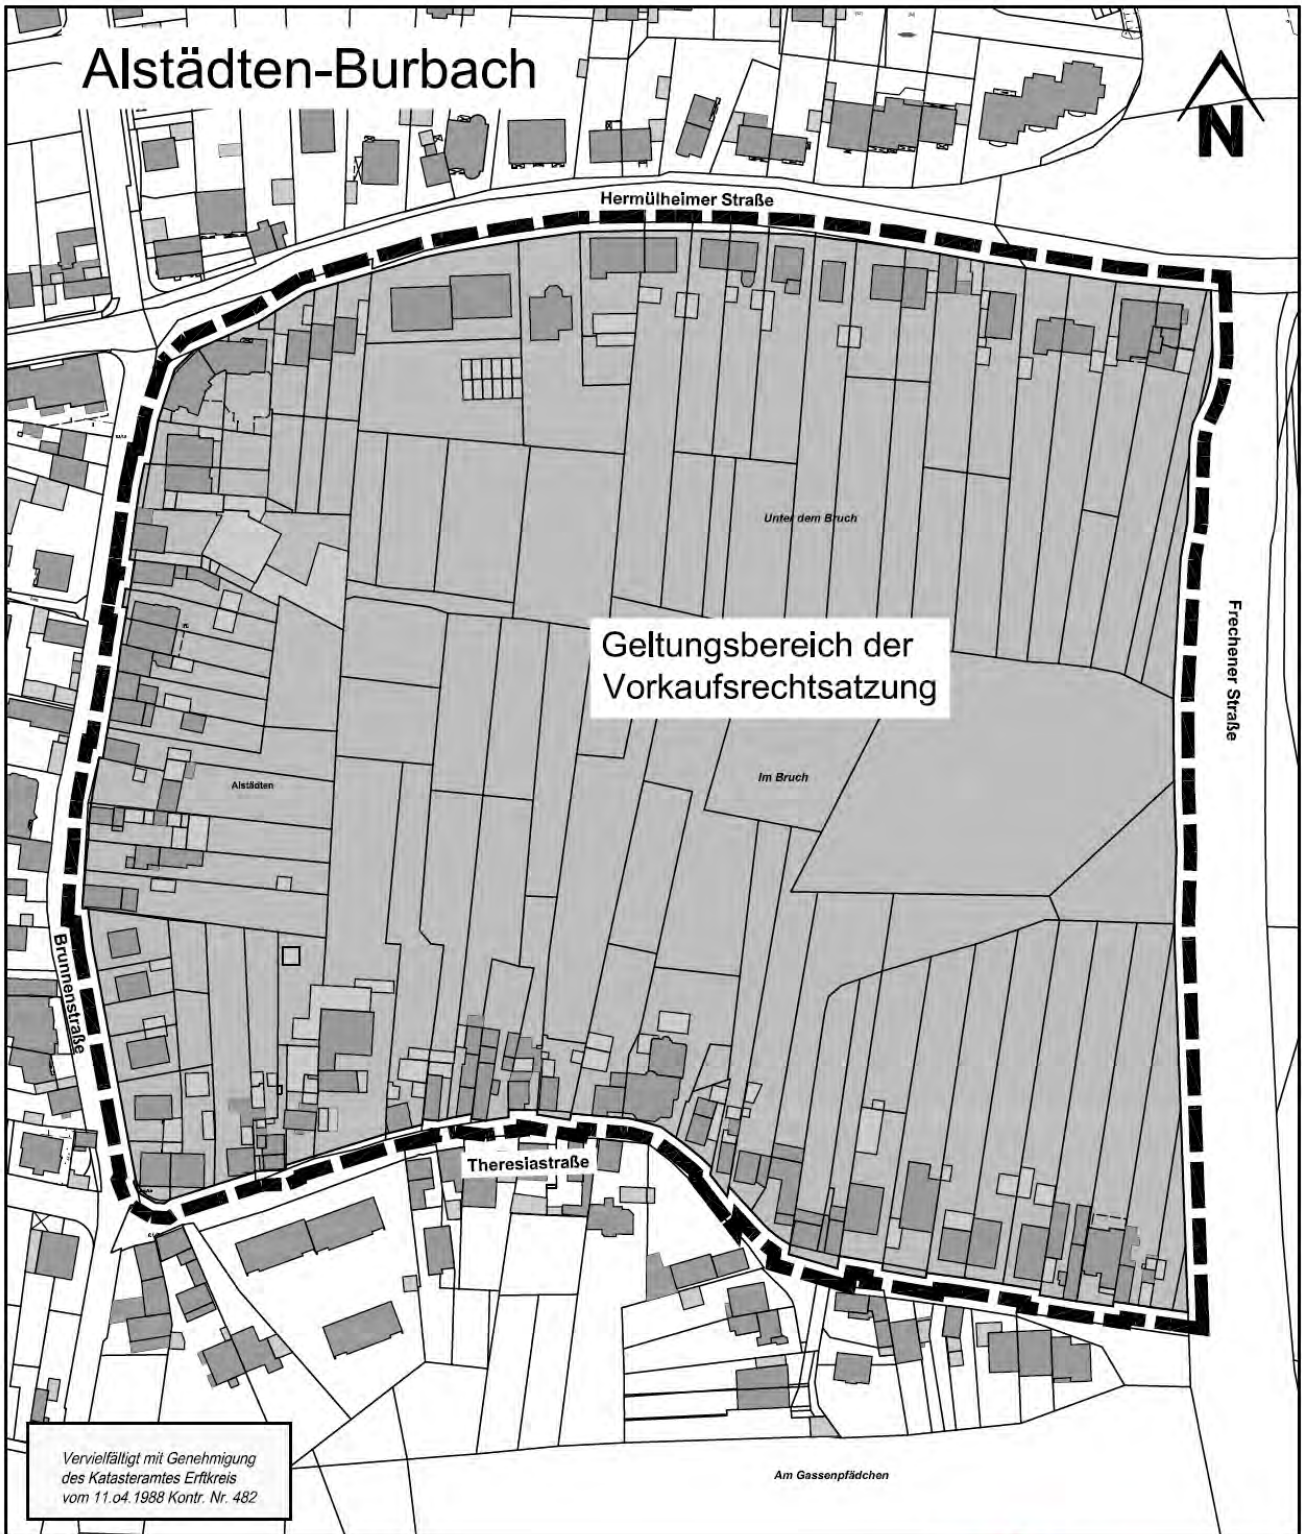 Alstädten-Burbach
N
Hermülheimer Straße
Unter dem Bruch
Geltungsbereich der
Vorkaufsrechtsatzung
Frechener Straße
Im Bruch
Alstädten
Brunnenstraße
Theresiastraße
Vervielfältigt mit Genehmigung
des Katasteramtes Erftkreis
vom 11.o4.1988 Kontr. Nr. 482
Am Gassenpfädchen